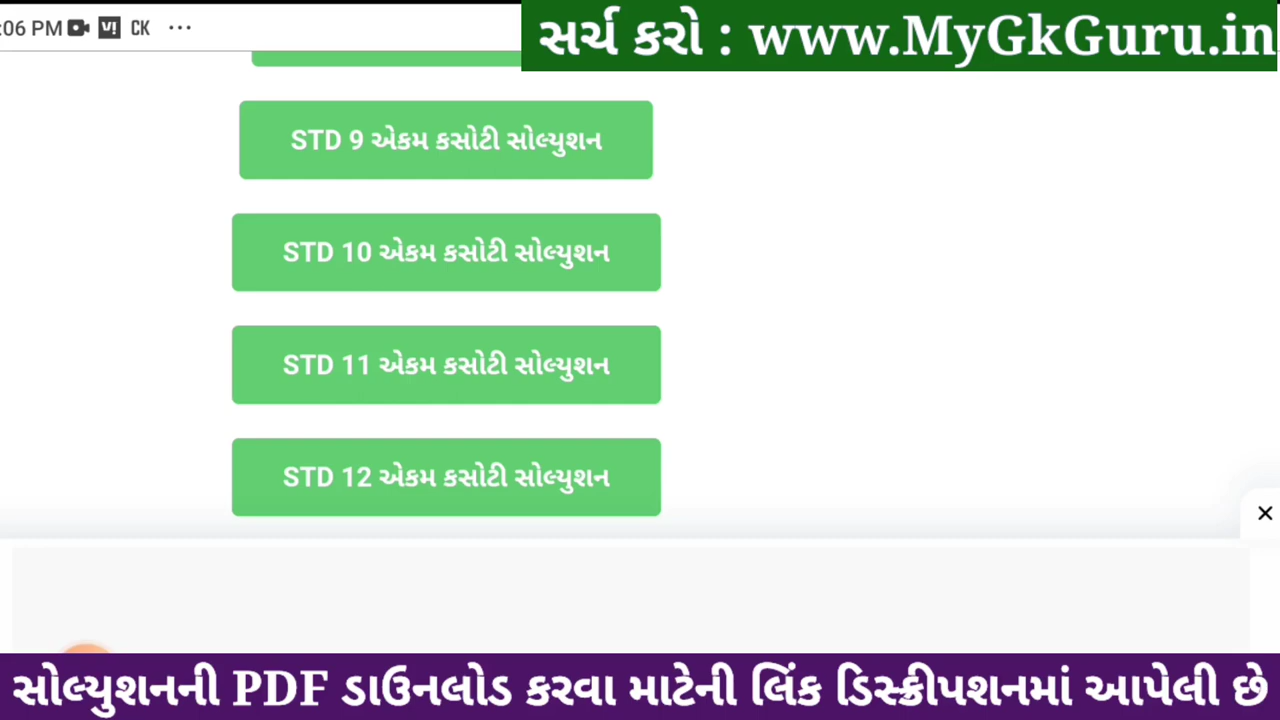 :06 PM V! CK ...
સર્ચ કરો : www.MyGkGuru.in
STD 9 એકમ કસોટી સોલ્યુશન
STD 10 એકમ કસોટી સોલ્યુશન
STD 11 એકમ કસોટી સોલ્યુશન
STD 12 એકમ કસોટી સોલ્યુશન
સોલ્યુશનની PDF ડાઉનલોડ કરવા માટેની લિંક ડિસ્ક્રીપશનમાં આપેલી છે